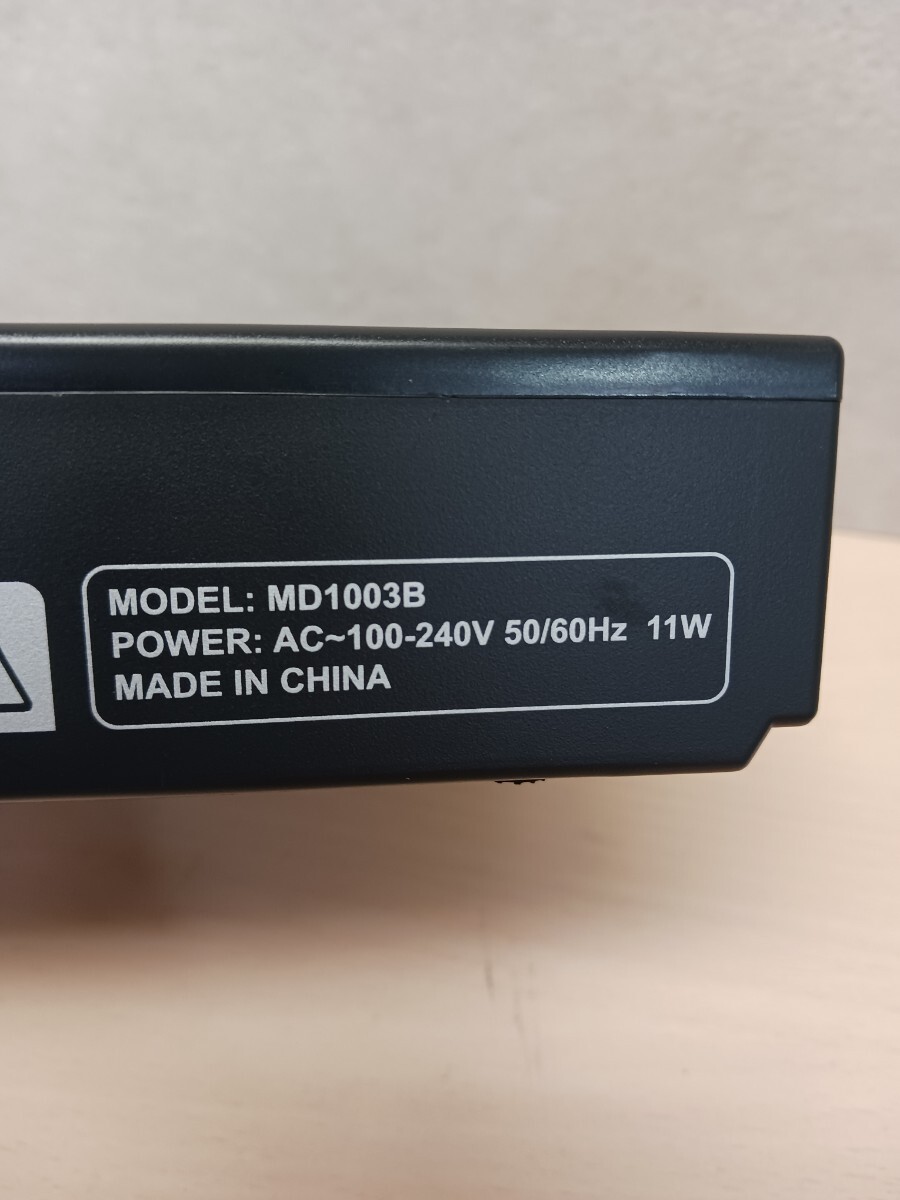 MODEL: MD1003B
POWER: AC~100-240V 50/60Hz 11W
MADE IN CHINA